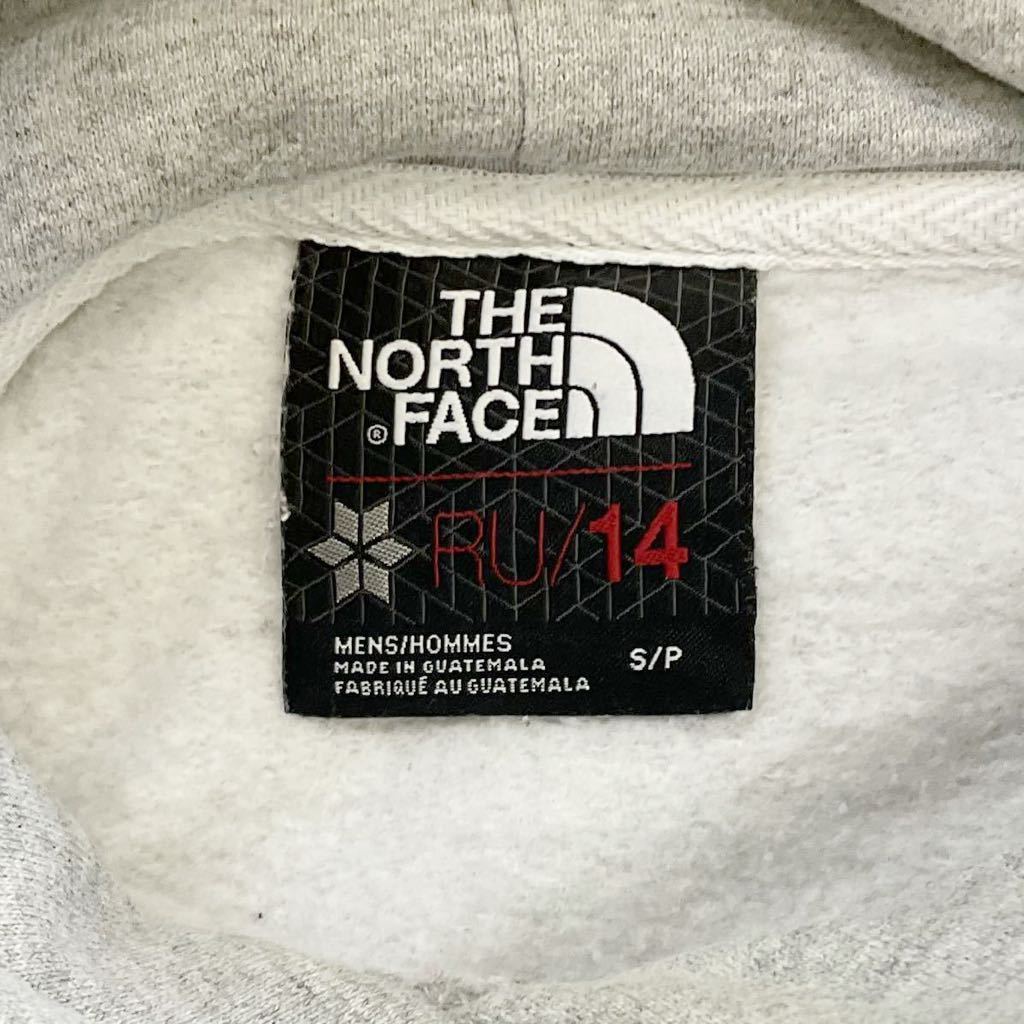 THE
NORTH
® FACE
RU/14
MENS/HOMMES
MADE IN GUATEMALA
FABRIQUÉ AU GUATEMALA
S/P